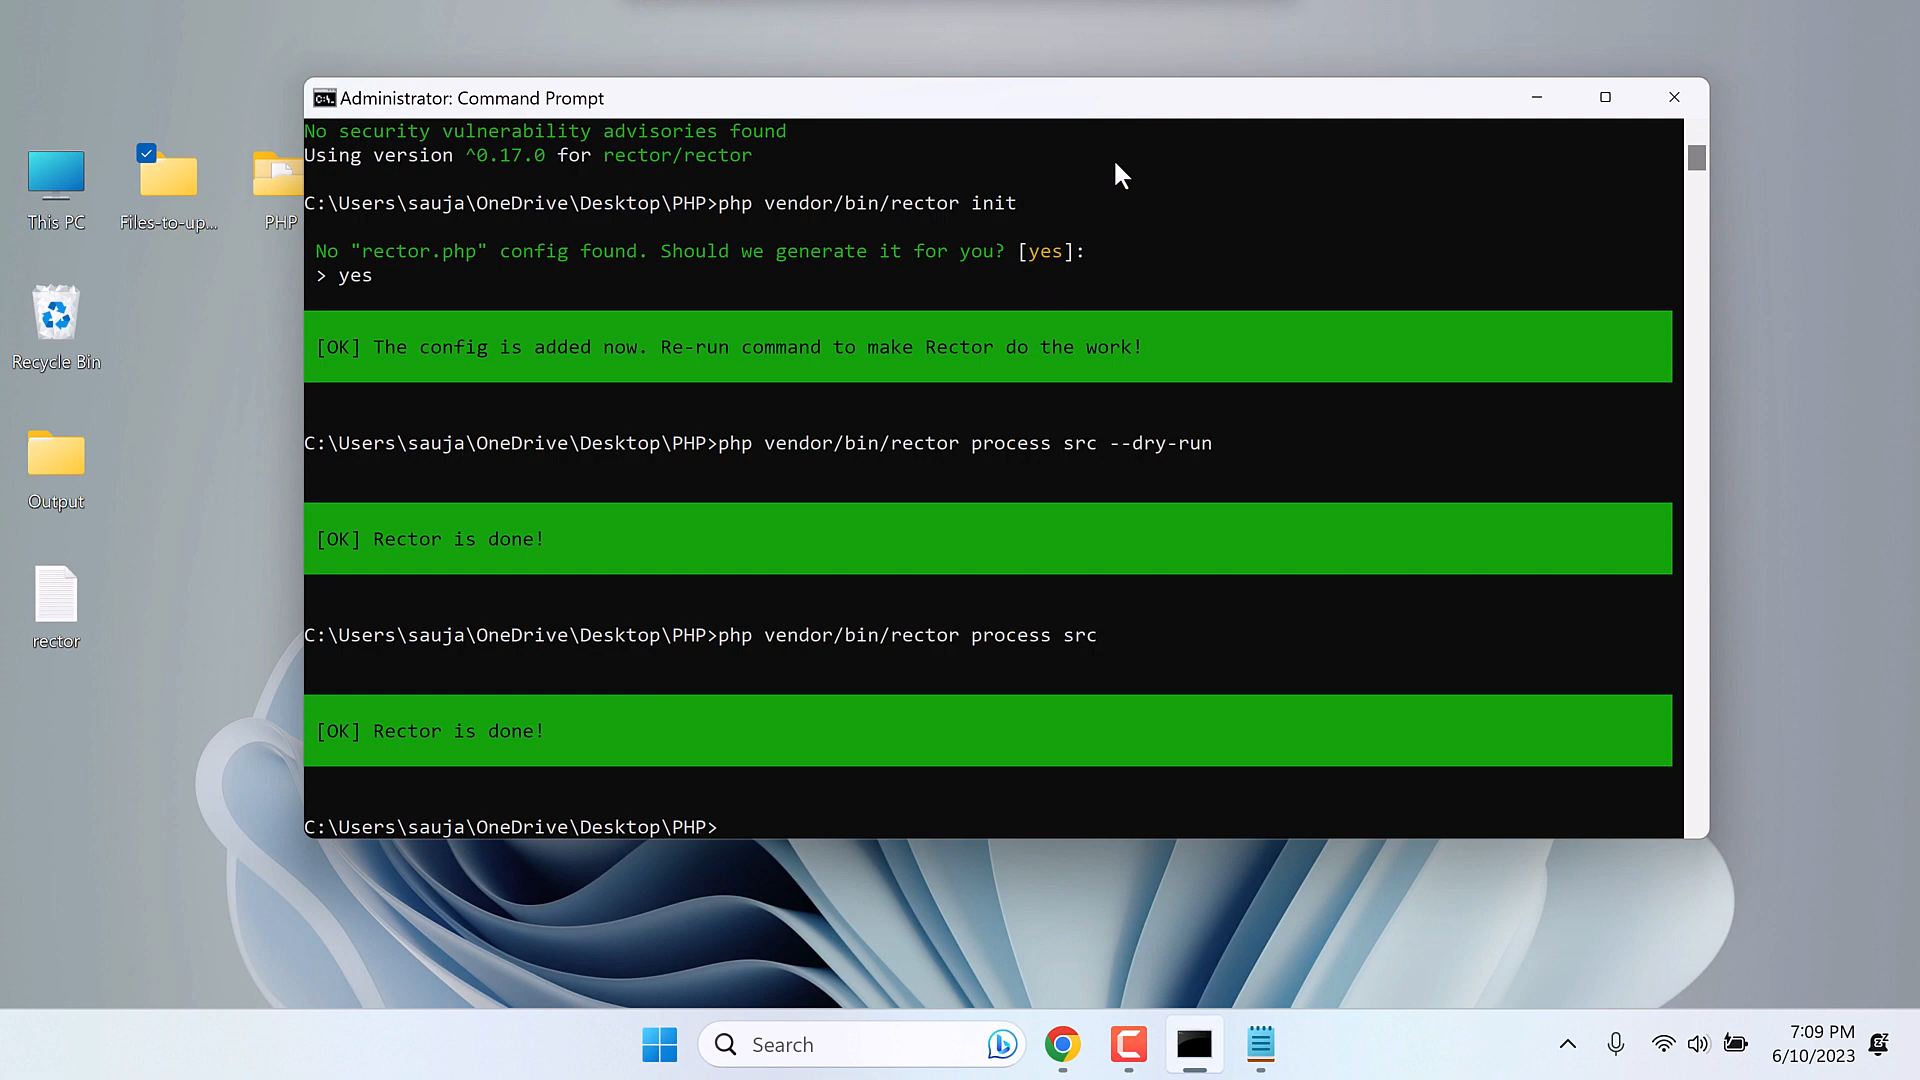 Administrator: Command Prompt
No security vulnerability advisories found
Using version ^0.17.0 for rector/rector
C:\Users\sauja\OneDrive\Desktop\PHP>php vendor/bin/rector init
No "rector.php" config found. Should we generate it for you? [yes]:
> yes
[OK] The config is added now. Re-run command to make Rector do the work!
C:\Users\sauja\OneDrive\Desktop\PHP>php vendor/bin/rector process src --dry-run
[OK] Rector is done!
C:\Users\sauja\OneDrive\Desktop\PHP>php vendor/bin/rector process src
[OK] Rector is done!
C:\Users\sauja\OneDrive\Desktop\PHP>
This PC
Files-to-up...
PHP
Recycle Bin
Output
rector
Search
7:09 PM
6/10/2023